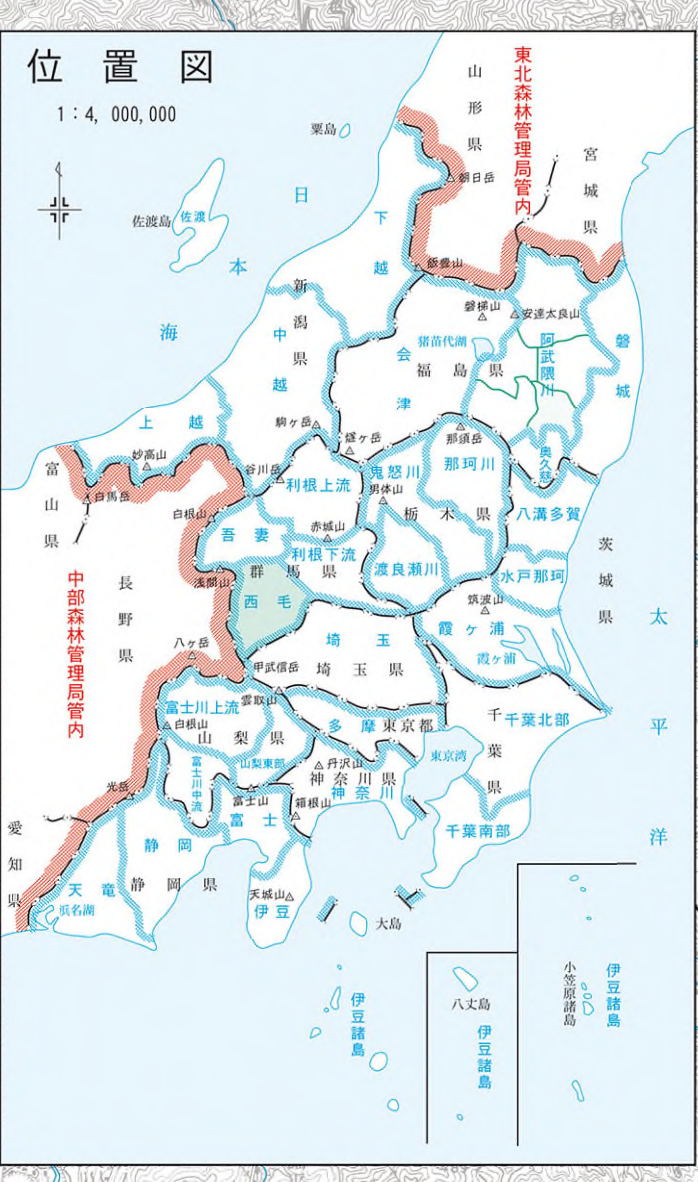 位置図
1：4,000,000
東北森林管理局管内
山形県
宮城県
粟島
朝日岳
日本海
佐渡
佐渡島
下越
飯豊山
新潟県
磐梯山
安達太良山
中越
猪苗代湖
会津
福島県
阿武隈川
磐城
上越
駒ヶ岳
燧ヶ岳
那須岳
妙高山
谷川岳
奥久慈
富山県
白馬岳
利根上流
鬼怒川
那珂川
男体山
白根山
赤城山
栃木県
八溝多賀
吾妻
利根下流
渡良瀬川
茨城県
浅間山
群馬県
水戸那珂
西毛
筑波山
中部森林管理局管内
長野県
埼玉
霞ヶ浦
太平洋
八ヶ岳
甲武信岳
埼玉県
霞ヶ浦
雲取山
富士川上流
白根山
多摩
東京都
千葉県
千葉北部
山梨県
山梨東部
丹沢山
東京湾
富士川中流
神奈川県
神奈川
光岳
富士山
箱根山
富士
千葉南部
愛知県
静岡
静岡県
天竜
浜名湖
天城山
伊豆
大島
伊豆諸島
八丈島
伊豆諸島
小笠原諸島
伊豆諸島